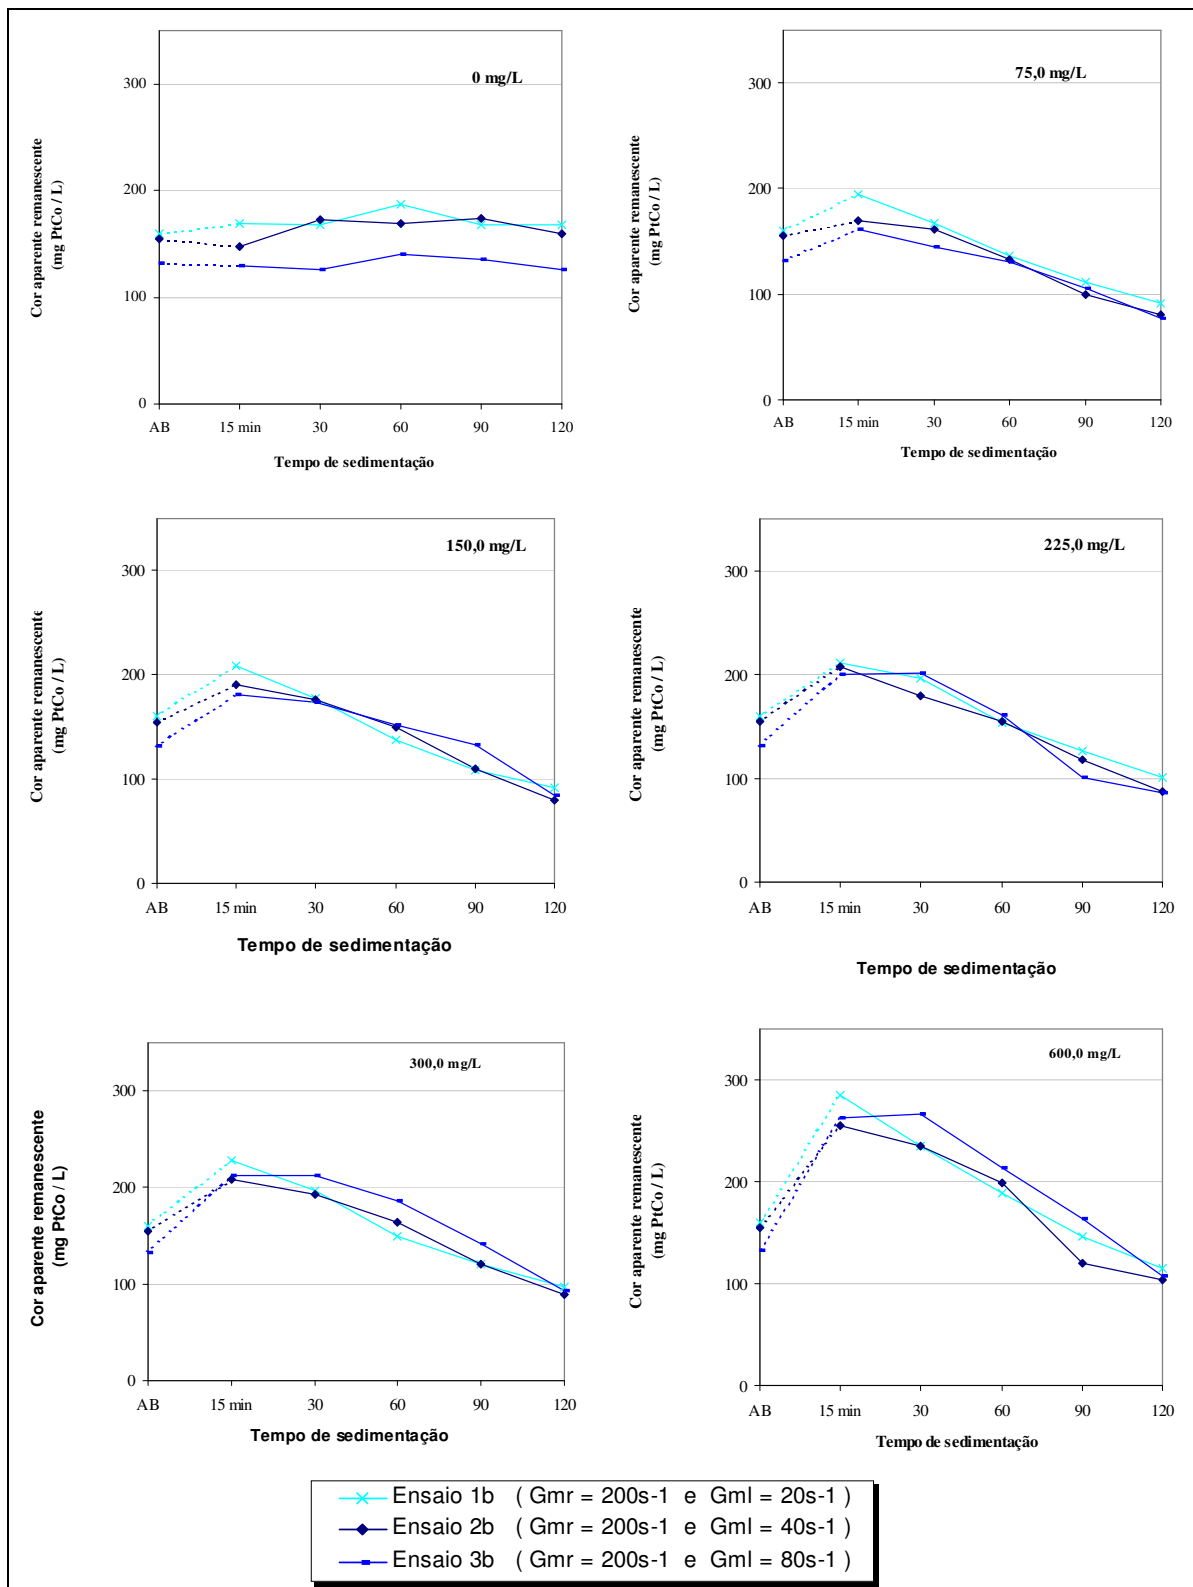 0 mg/L
Cor aparente remanescente
(mg PtCo / L)
300
200
100
0
AB 15 min 30 60 90 120
Tempo de sedimentação
75,0 mg/L
Cor aparente remanescente
(mg PtCo / L)
300
200
100
0
AB 15 min 30 60 90 120
Tempo de sedimentação
150,0 mg/L
Cor aparente remanescente
(mg PtCo / L)
300
200
100
0
AB 15 min 30 60 90 120
Tempo de sedimentação
225,0 mg/L
Cor aparente remanescente
(mg PtCo / L)
300
200
100
0
AB 15 min 30 60 90 120
Tempo de sedimentação
300,0 mg/L
Cor aparente remanescente
(mg PtCo / L)
300
200
100
0
AB 15 min 30 60 90 120
Tempo de sedimentação
600,0 mg/L
Cor aparente remanescente
(mg PtCo / L)
300
200
100
0
AB 15 min 30 60 90 120
Tempo de sedimentação
Ensaio 1b ( Gmr = 200s-1 e Gml = 20s-1 )
Ensaio 2b ( Gmr = 200s-1 e Gml = 40s-1 )
Ensaio 3b ( Gmr = 200s-1 e Gml = 80s-1 )